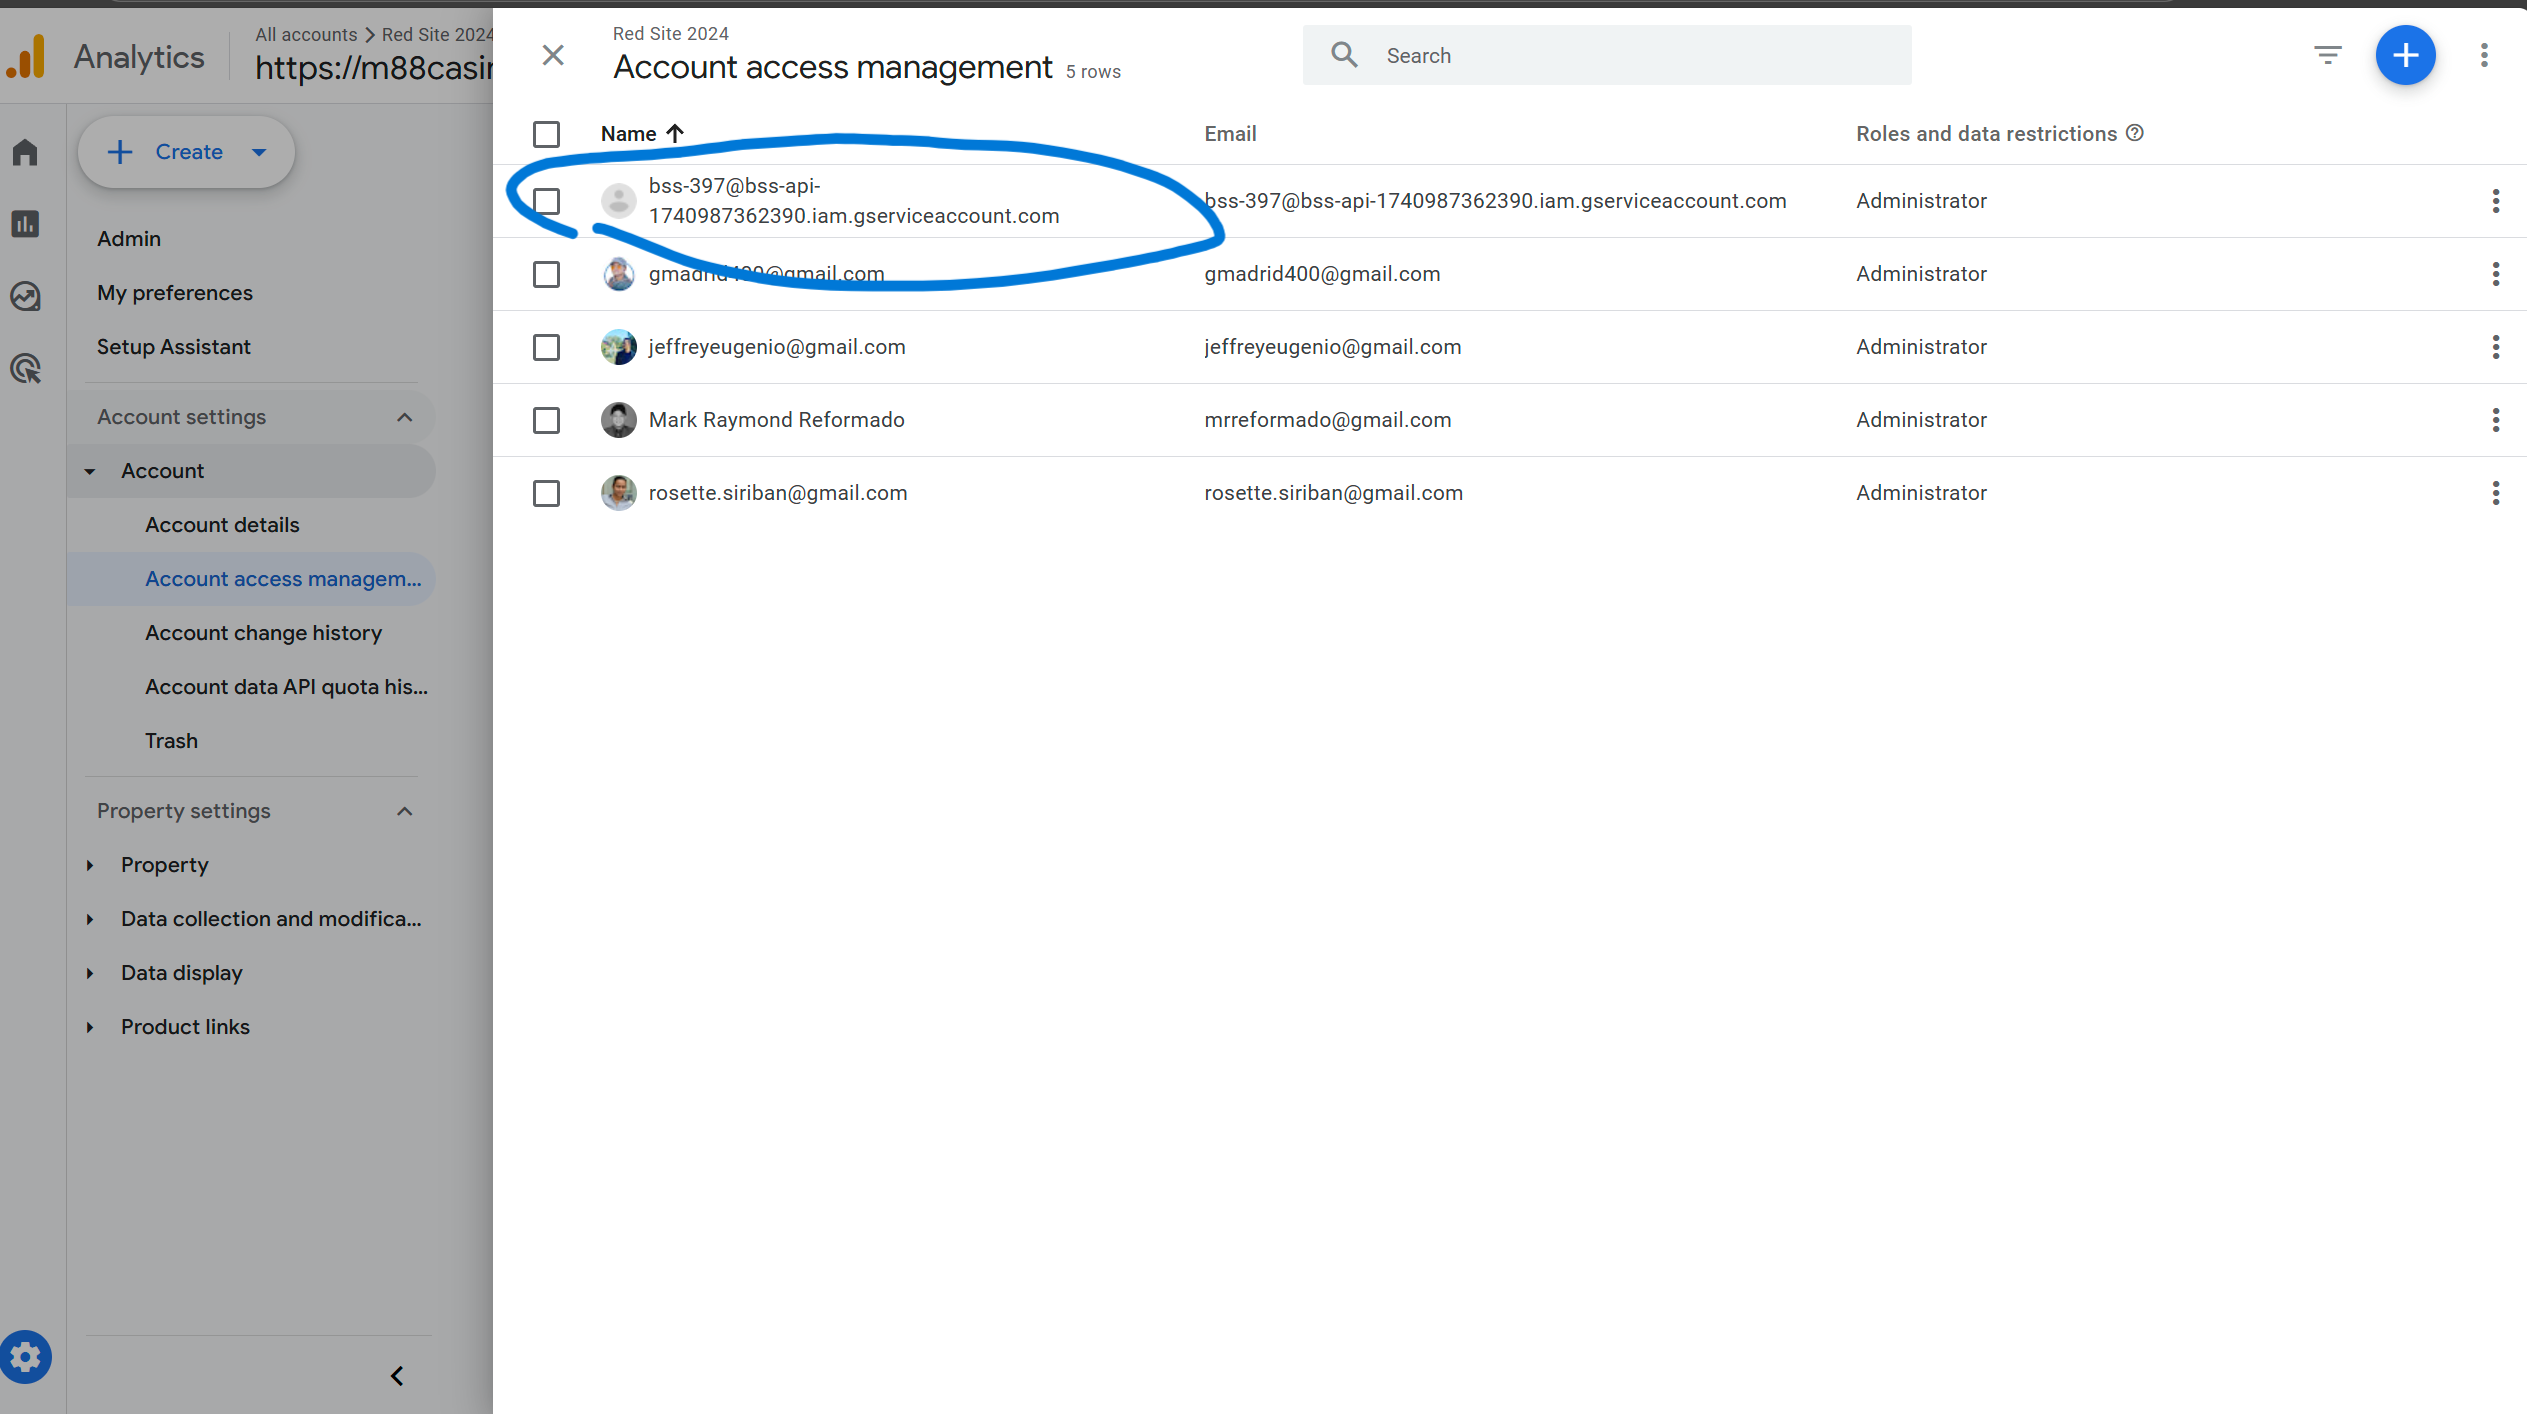 Analytics
All accounts > Red Site 2024
https://m88casin
Create
Admin
My preferences
Setup Assistant
Account settings
Account
Account details
Account access managem...
Account change history
Account data API quota his...
Trash
Property settings
Property
Data collection and modifica...
Data display
Product links
Red Site 2024
Account access management 5 rows
Search
Name Email Roles and data restrictions
bss-397@bss-api-
1740987362390.iam.gserviceaccount.com
bss-397@bss-api-1740987362390.iam.gserviceaccount.com Administrator
gmadrid400@gmail.com gmadrid400@gmail.com Administrator
jeffreyeugenio@gmail.com jeffreyeugenio@gmail.com Administrator
Mark Raymond Reformado mrreformado@gmail.com Administrator
rosette.siriban@gmail.com rosette.siriban@gmail.com Administrator